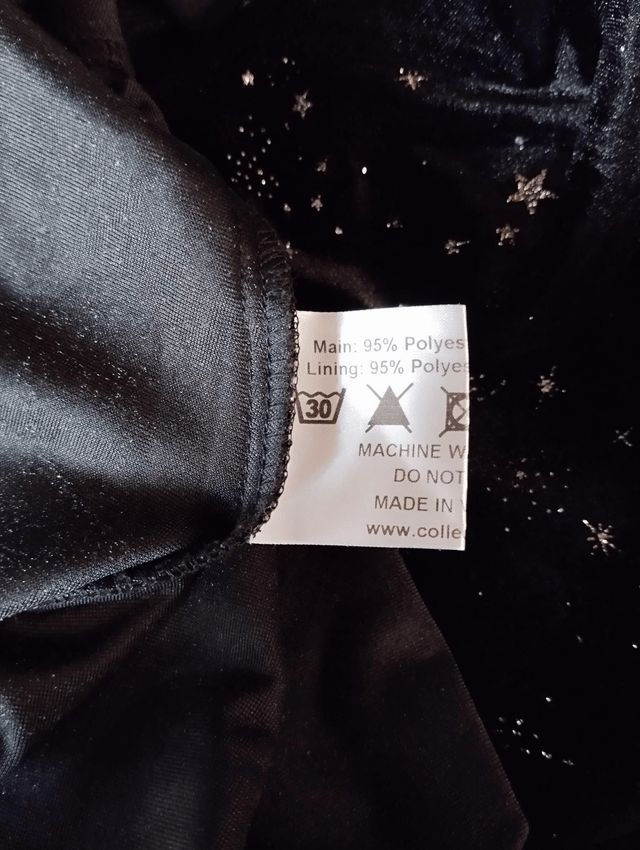 Main: 95% Polyes
Lining: 95% Polyes
30
MACHINE W
DO NOT
MADE IN
www.colle